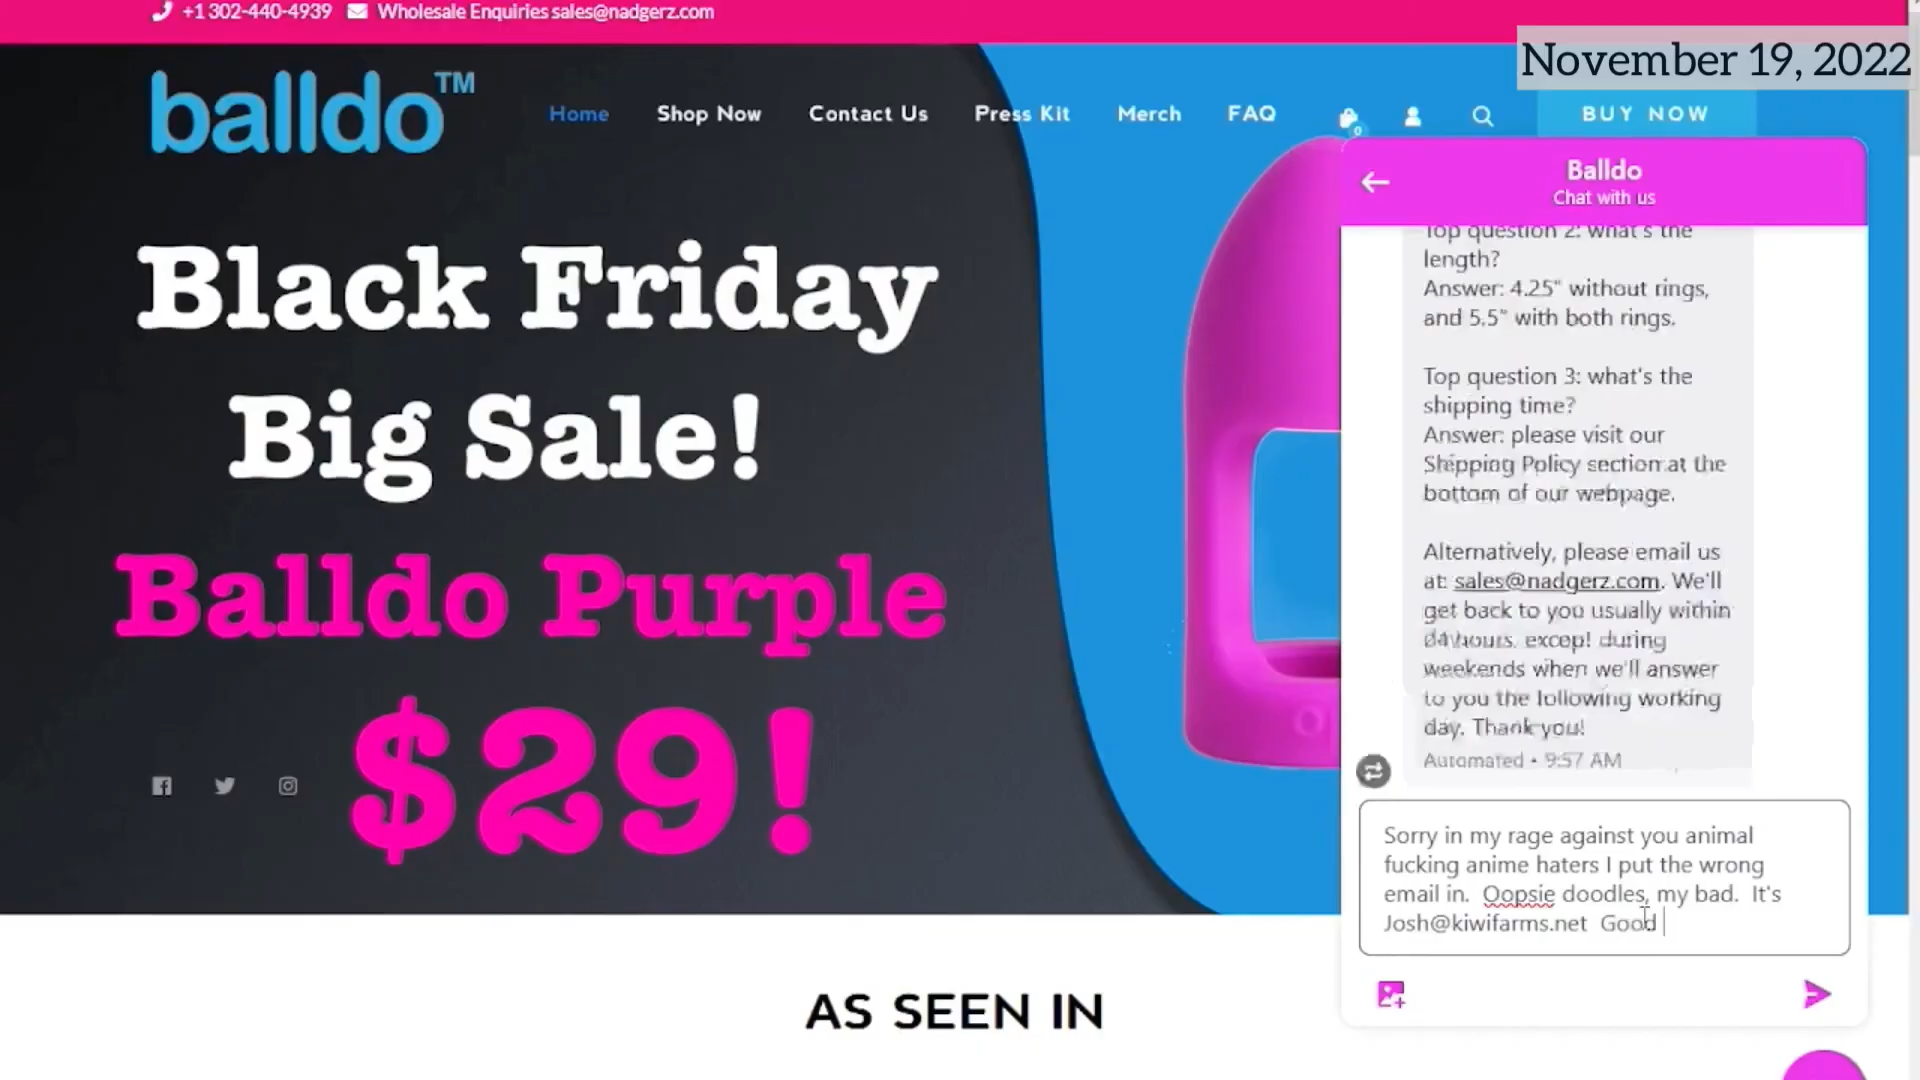 +1 302-440-4939 Wholesale Enquiries sales@nadgerz.com
November 19, 2022
balldo™
Home Shop Now Contact Us Press Kit Merch FAQ 0 BUY NOW
Balldo
Chat with us
Black Friday
Big Sale!
Balldo Purple
$29!
AS SEEN IN
Top question 2: what's the
length?
Answer: 4.25" without rings,
and 5.5" with both rings.
Top question 3: what's the
shipping time?
Answer: please visit our
Shipping Policy section at the
bottom of our webpage.
Alternatively, please email us
at: sales@nadgerz.com. We'll
get back to you usually within
hours, except during
weekends when we'll answer
to you the following working
day. Thank you!
Automated • 9:57 AM
Sorry in my rage against you animal
fucking anime haters I put the wrong
email in. Oopsie doodles, my bad. It's
Josh@kiwifarms.net Good